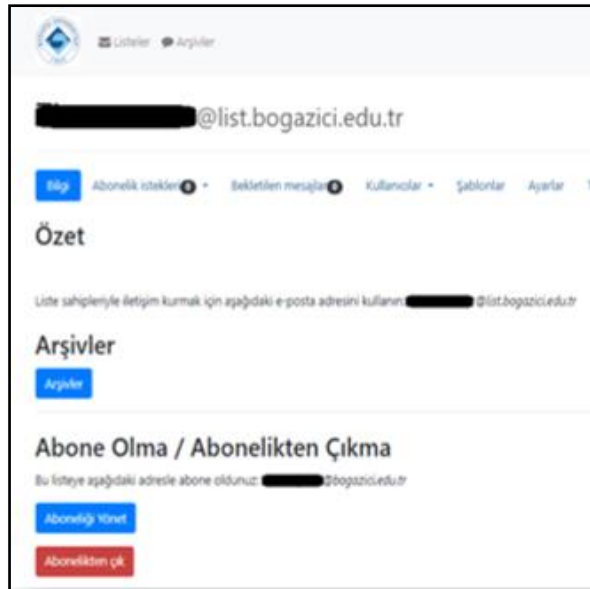 Listeler Arşivler
@list.bogazici.edu.tr
Bilgi Abonelik istekleri 0 Bekletilen mesajlar 0 Kullanıcılar Şablonlar Ayarlar
Özet
Liste sahipleriyle iletişim kurmak için aşağıdaki e-posta adresini kullanın: @list.bogazici.edu.tr
Arşivler
Arşivler
Abone Olma / Abonelikten Çıkma
Bu listeye aşağıdaki adresle abone oldunuz: @bogazici.edu.tr
Aboneliği Yönet
Abonelikten çık